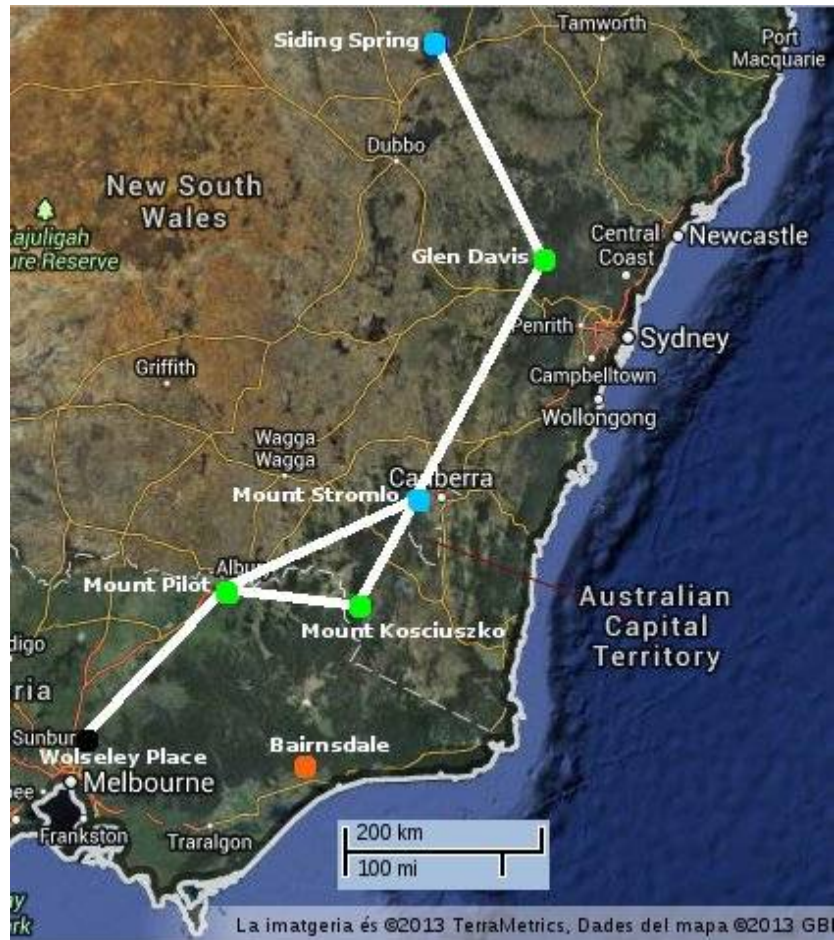 Siding Spring
Tamworth
Port
Macquarie
Dubbo
New South
Wales
ajuligah
ure Reserve
Glen Davis
Central
Coast
Newcastle
Penrith
Sydney
Campbelltown
Wollongong
Griffith
Wagga
Wagga
Canberra
Mount Stromlo
Albu
Mount Pilot
Mount Kosciuszko
Australian
Capital
Territory
digo
ria
Sunbur
Wolseley Place
Bairnsdale
Melbourne
ee
Frankston
Traralgon
200 km
100 mi
y
rk
La imatgeria és ©2013 TerraMetrics, Dades del mapa ©2013 GB